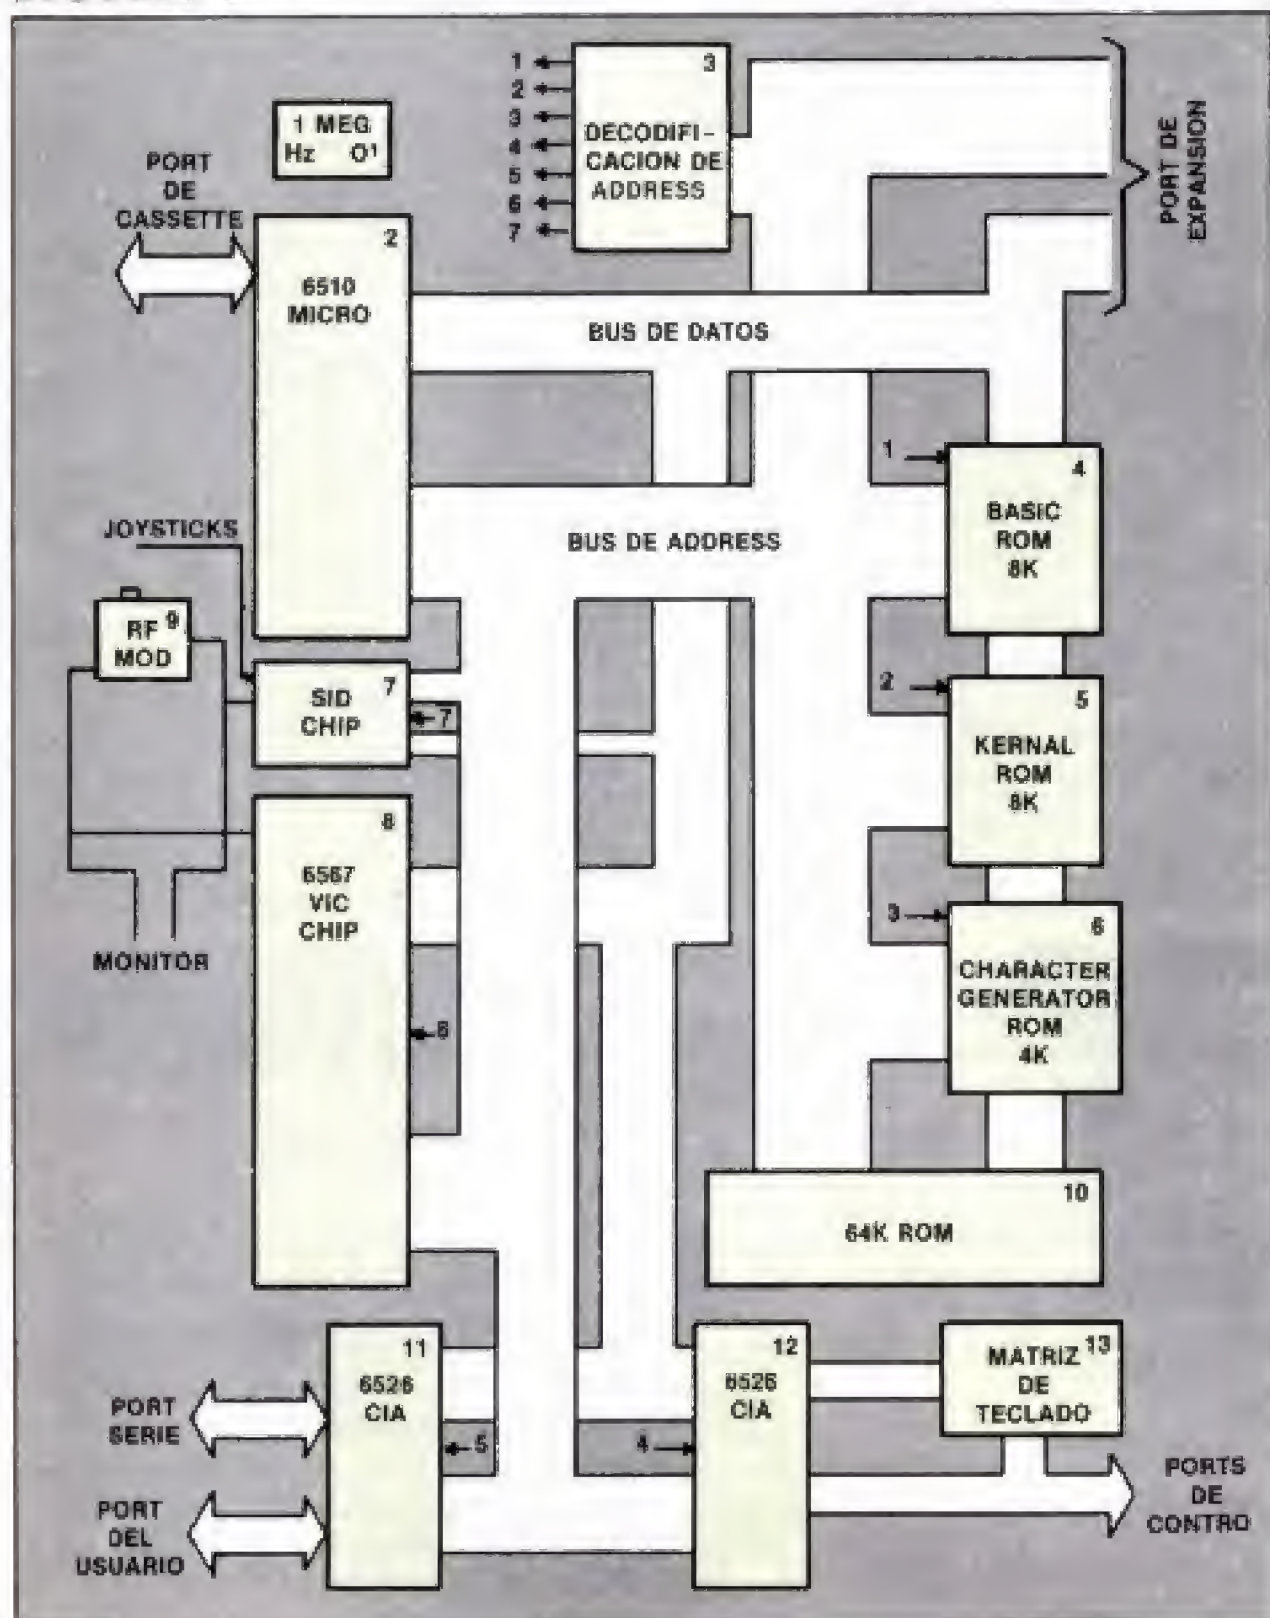 1
2
3
4
5
6
7
3
DECODIFI-
CACION DE
ADDRESS
1 MEG
Hz O¹
PORT
DE
CASSETTE
PORT DE
EXPANSION
2
6510
MICRO
BUS DE DATOS
BUS DE ADDRESS
1
4
BASIC
ROM
8K
JOYSTICKS
RF 9
MOD
7
SID
CHIP
7
2
5
KERNAL
ROM
8K
8
6567
VIC
CHIP
6
MONITOR
3
6
CHARACTER
GENERATOR
ROM
4K
10
64K ROM
11
6526
CIA
5
12
6526
CIA
4
MATRIZ 13
DE
TECLADO
PORT
SERIE
PORT
DEL
USUARIO
PORTS
DE
CONTRO